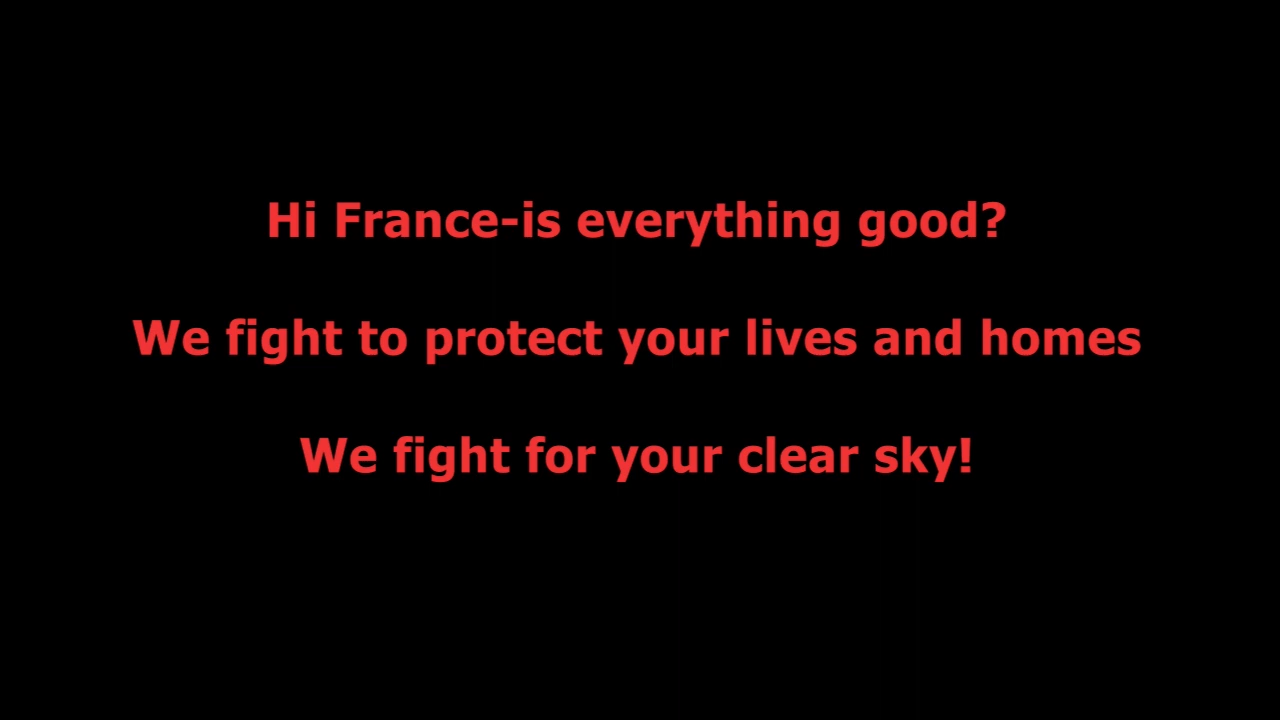 Hi France-is everything good?
We fight to protect your lives and homes
We fight for your clear sky!